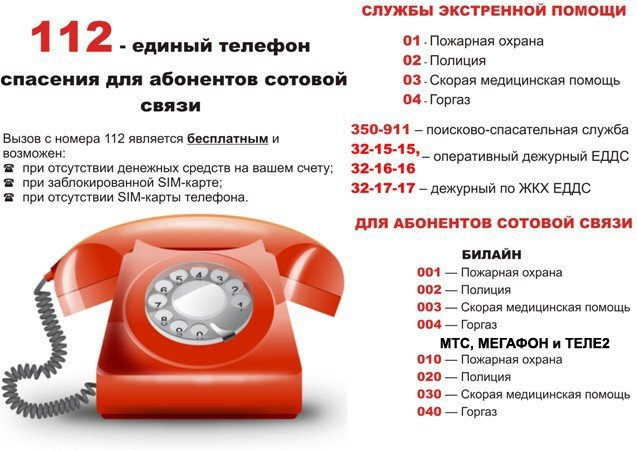 112 - единый телефон
спасения для абонентов сотовой
связи
Вызов с номера 112 является бесплатным и
возможен:
☎ при отсутствии денежных средств на вашем счету;
☎ при заблокированной SIM-карте;
☎ при отсутствии SIM-карты телефона.
СЛУЖБЫ ЭКСТРЕННОЙ ПОМОЩИ
01 - Пожарная охрана
02 - Полиция
03 - Скорая медицинская помощь
04 - Горгаз
350-911 – поисково-спасательная служба
32-15-15,
32-16-16 – оперативный дежурный ЕДДС
32-17-17 – дежурный по ЖКХ ЕДДС
ДЛЯ АБОНЕНТОВ СОТОВОЙ СВЯЗИ
БИЛАЙН
001 — Пожарная охрана
002 — Полиция
003 — Скорая медицинская помощь
004 — Горгаз
МТС, МЕГАФОН и ТЕЛЕ2
010 — Пожарная охрана
020 — Полиция
030 — Скорая медицинская помощь
040 — Горгаз